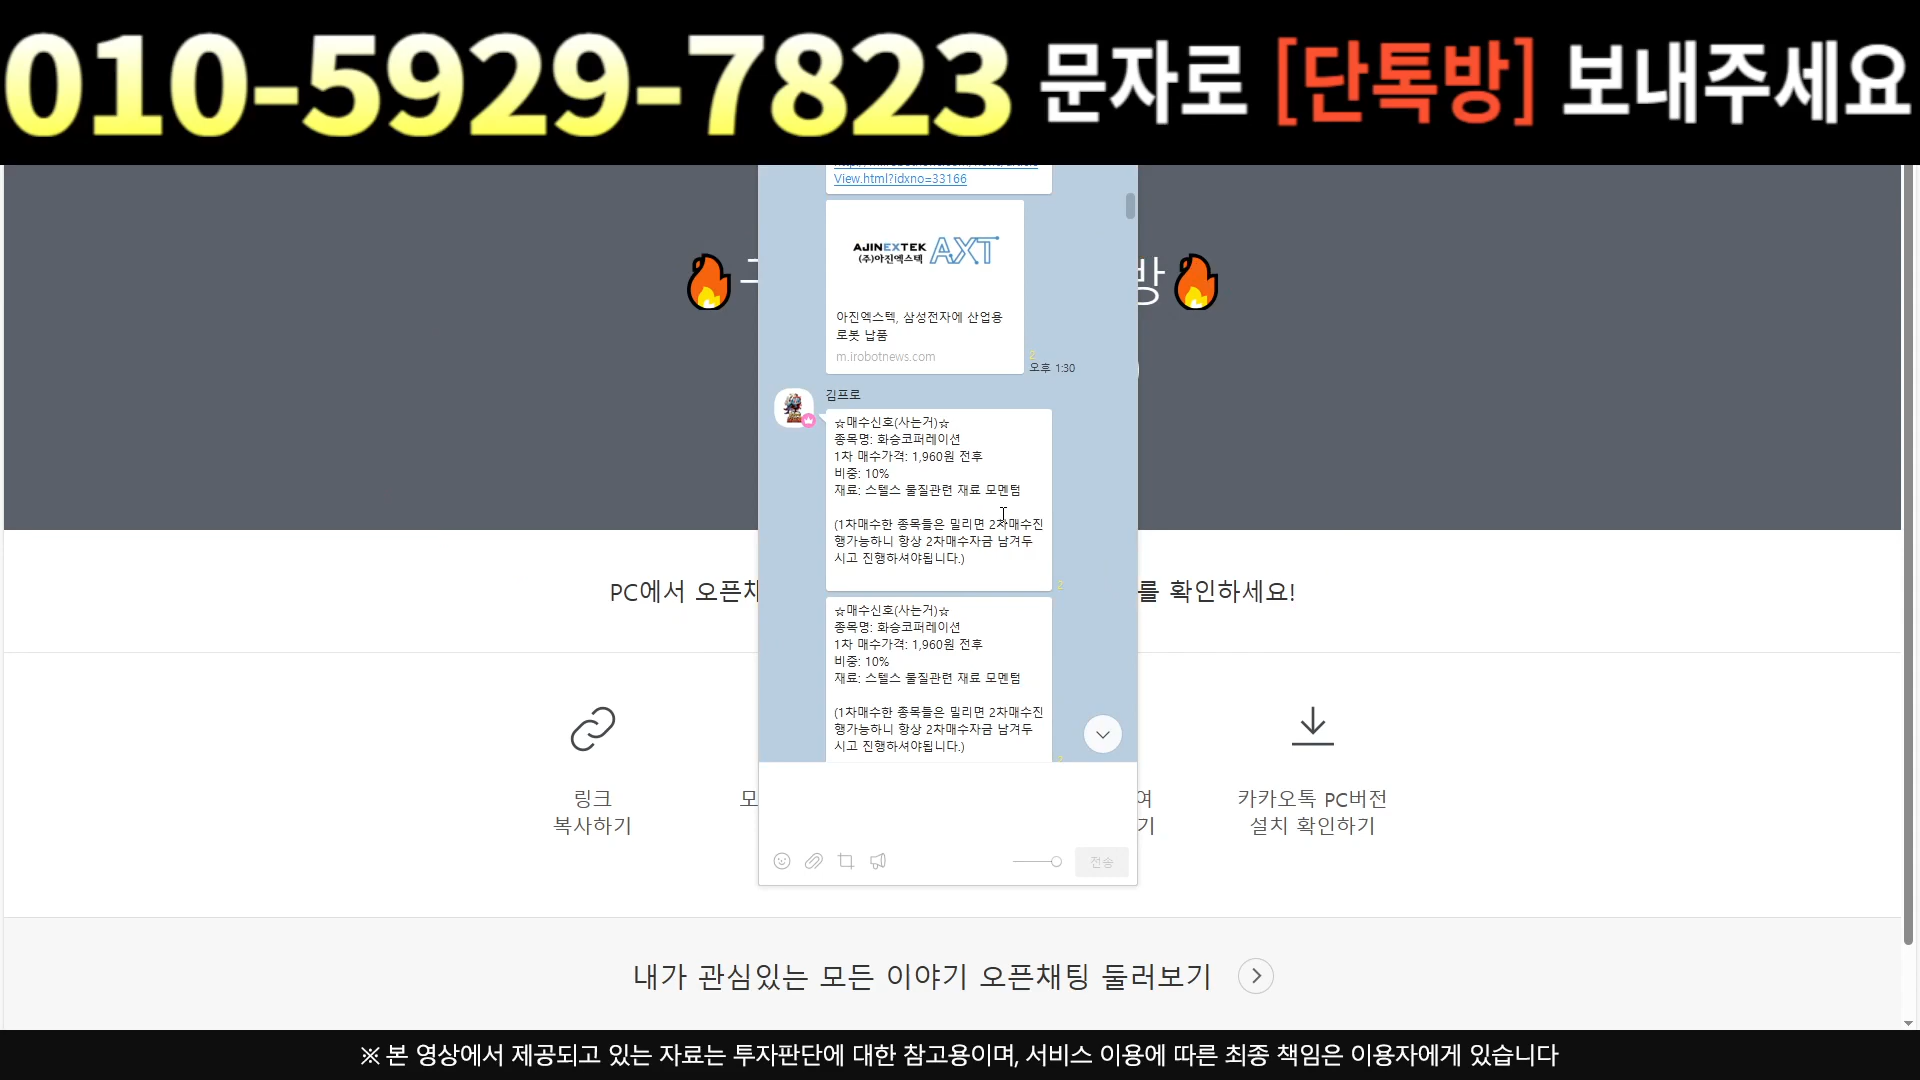 010-5929-7823 문자로 [단톡방] 보내주세요
View.html?idxno=33166
AJINEXTEK AXT
(주)아진엑스텍
방
아진엑스텍, 삼성전자에 산업용
로봇 납품
m.irobotnews.com
2
오후 1:30
김프로
☆매수신호(사는거)☆
종목명: 화승코퍼레이션
1차 매수가격: 1,960원 전후
비중: 10%
재료: 스텔스 물질관련 재료 모멘텀
(1차매수한 종목들은 밀리면 2차매수진
행가능하니 항상 2차매수자금 남겨두
시고 진행하셔야됩니다.)
2
PC에서 오픈채
를 확인하세요!
☆매수신호(사는거)☆
종목명: 화승코퍼레이션
1차 매수가격: 1,960원 전후
비중: 10%
재료: 스텔스 물질관련 재료 모멘텀
(1차매수한 종목들은 밀리면 2차매수진
행가능하니 항상 2차매수자금 남겨두
시고 진행하셔야됩니다.)
링크
복사하기
모
여
기
카카오톡 PC버전
설치 확인하기
전송
내가 관심있는 모든 이야기 오픈채팅 둘러보기
※ 본 영상에서 제공되고 있는 자료는 투자판단에 대한 참고용이며, 서비스 이용에 따른 최종 책임은 이용자에게 있습니다